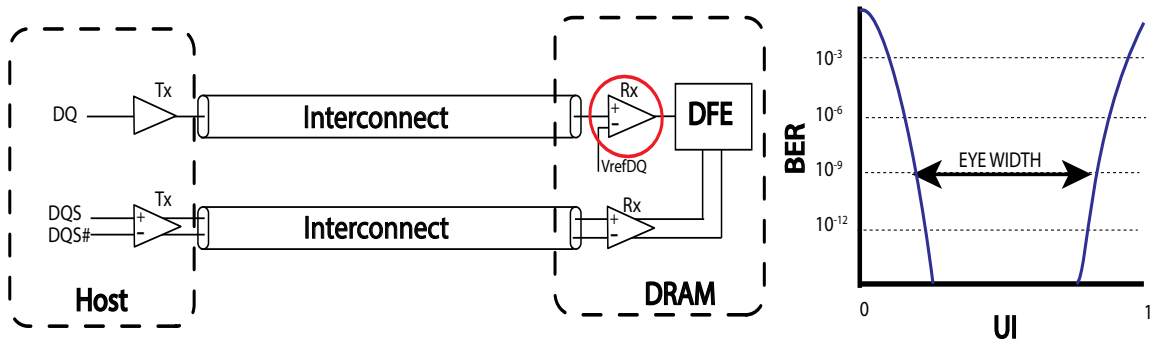 Tx
Rx
DQ
Interconnect
+
−
DFE
VrefDQ
Tx
Rx
DQS
DQS#
+
−
Interconnect
+
−
Host
DRAM
BER
10-3
10-6
10-9
10-12
EYE WIDTH
0
1
UI